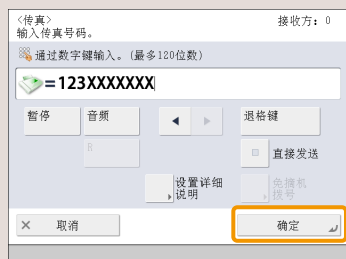 <传真> 接收方: 0
输入传真号码。
通过数字键输入。(最多120位数)
=123XXXXXXX
暂停 音频 ◀ ▶ 退格键
R 直接发送
设置详细说明 免摘机拨号
× 取消 确定